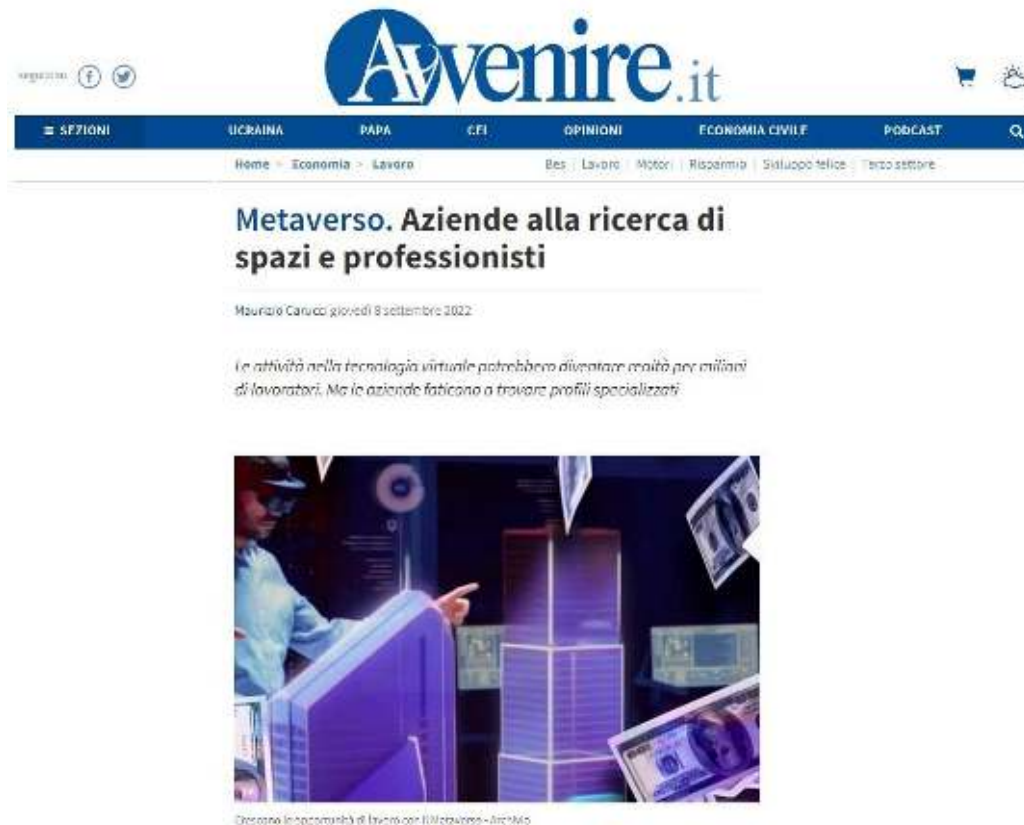 seguici su
Avvenire.it
≡ SEZIONI UCRAINA PAPA CEI OPINIONI ECONOMIA CIVILE PODCAST
Home > Economia > Lavoro Bes | Lavoro | Motori | Risparmio | Sviluppo felice | Terzo settore
Metaverso. Aziende alla ricerca di
spazi e professionisti
Maurizio Carucci giovedì 8 settembre 2022
Le attività nella tecnologia virtuale potrebbero diventare realtà per milioni
di lavoratori. Ma le aziende faticano a trovare profili specializzati
Crescono le opportunità di lavoro con il Metaverso - Archivio